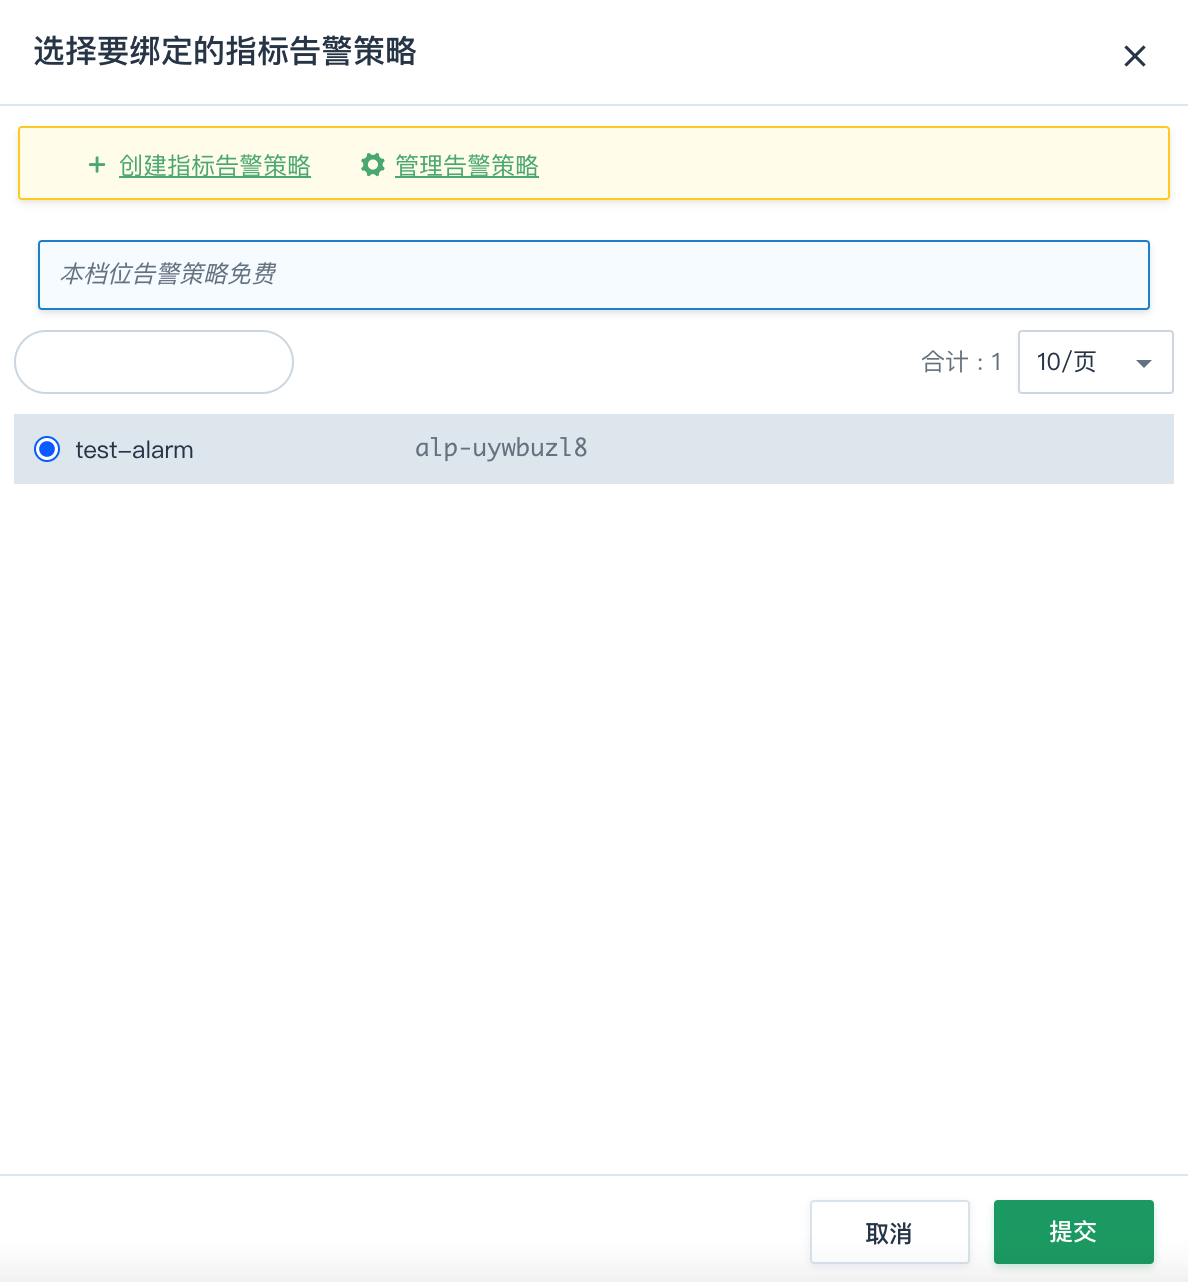 选择要绑定的指标告警策略
+ 创建指标告警策略 管理告警策略
本档位告警策略免费
合计：1 10/页
test-alarm alp-uywbuzl8
取消 提交